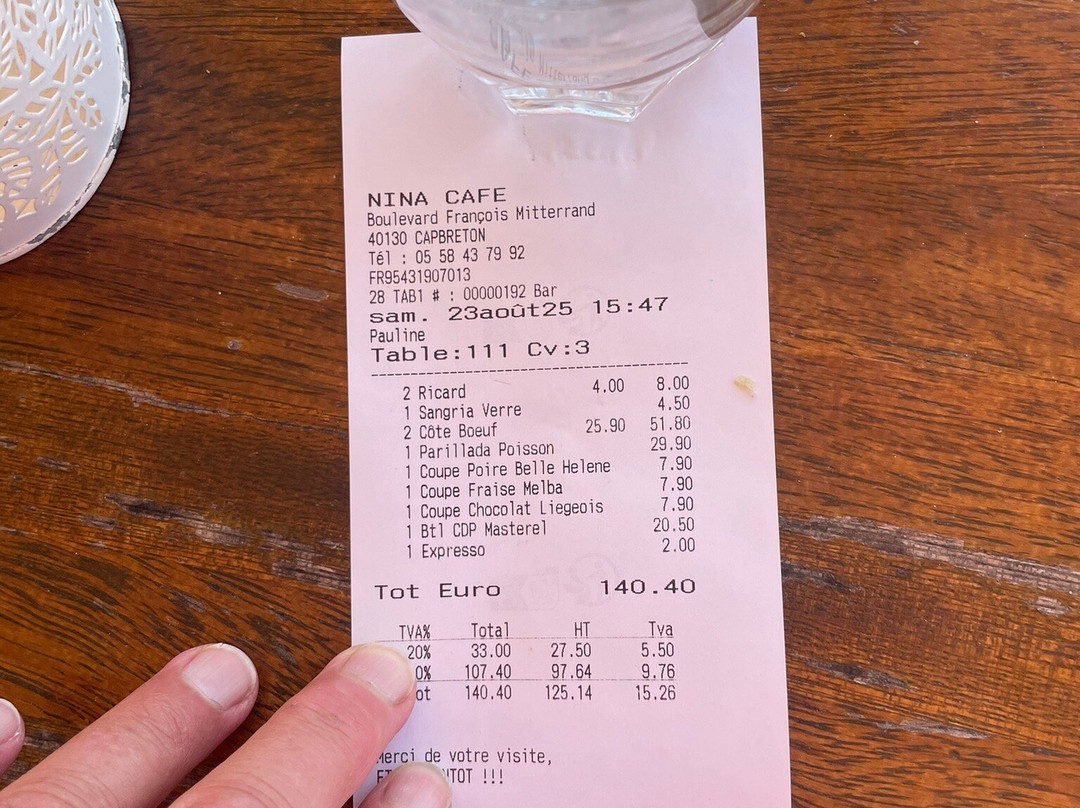 NINA CAFE
Boulevard François Mitterrand
40130 CAPBRETON
Tél : 05 58 43 79 92
FR95431907013
28 TAB1 # : 00000192 Bar
sam. 23août25 15:47
Pauline
Table:111 Cv:3
2 Ricard 4.00 8.00
1 Sangria Verre 4.50
2 Côte Boeuf 25.90 51.80
1 Parillada Poisson 29.90
1 Coupe Poire Belle Helene 7.90
1 Coupe Fraise Melba 7.90
1 Coupe Chocolat Liegeois 7.90
1 Btl CDP Masterel 20.50
1 Expresso 2.00
Tot Euro 140.40
TVA% Total HT Tva
20% 33.00 27.50 5.50
0% 107.40 97.64 9.76
ot 140.40 125.14 15.26
Merci de votre visite,
TOT !!!